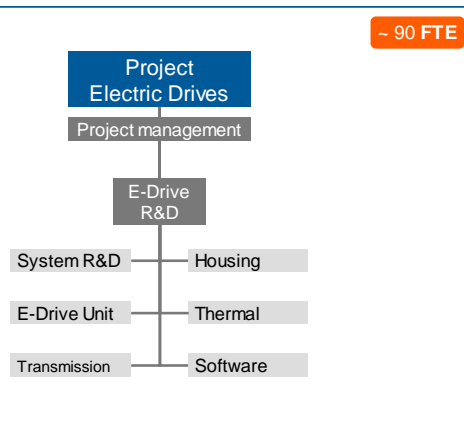 ~ 90 FTE
Project
Electric Drives
Project management
E-Drive
R&D
System R&D
Housing
E-Drive Unit
Thermal
Transmission
Software